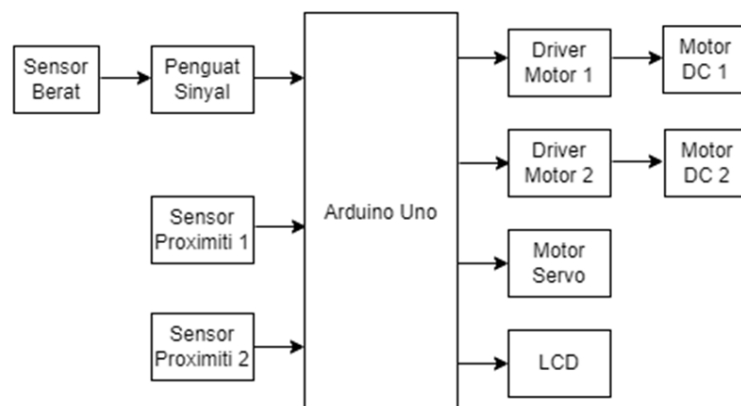 Sensor
Berat
Penguat
Sinyal
Sensor
Proximiti 1
Sensor
Proximiti 2
Arduino Uno
Driver
Motor 1
Motor
DC 1
Driver
Motor 2
Motor
DC 2
Motor
Servo
LCD